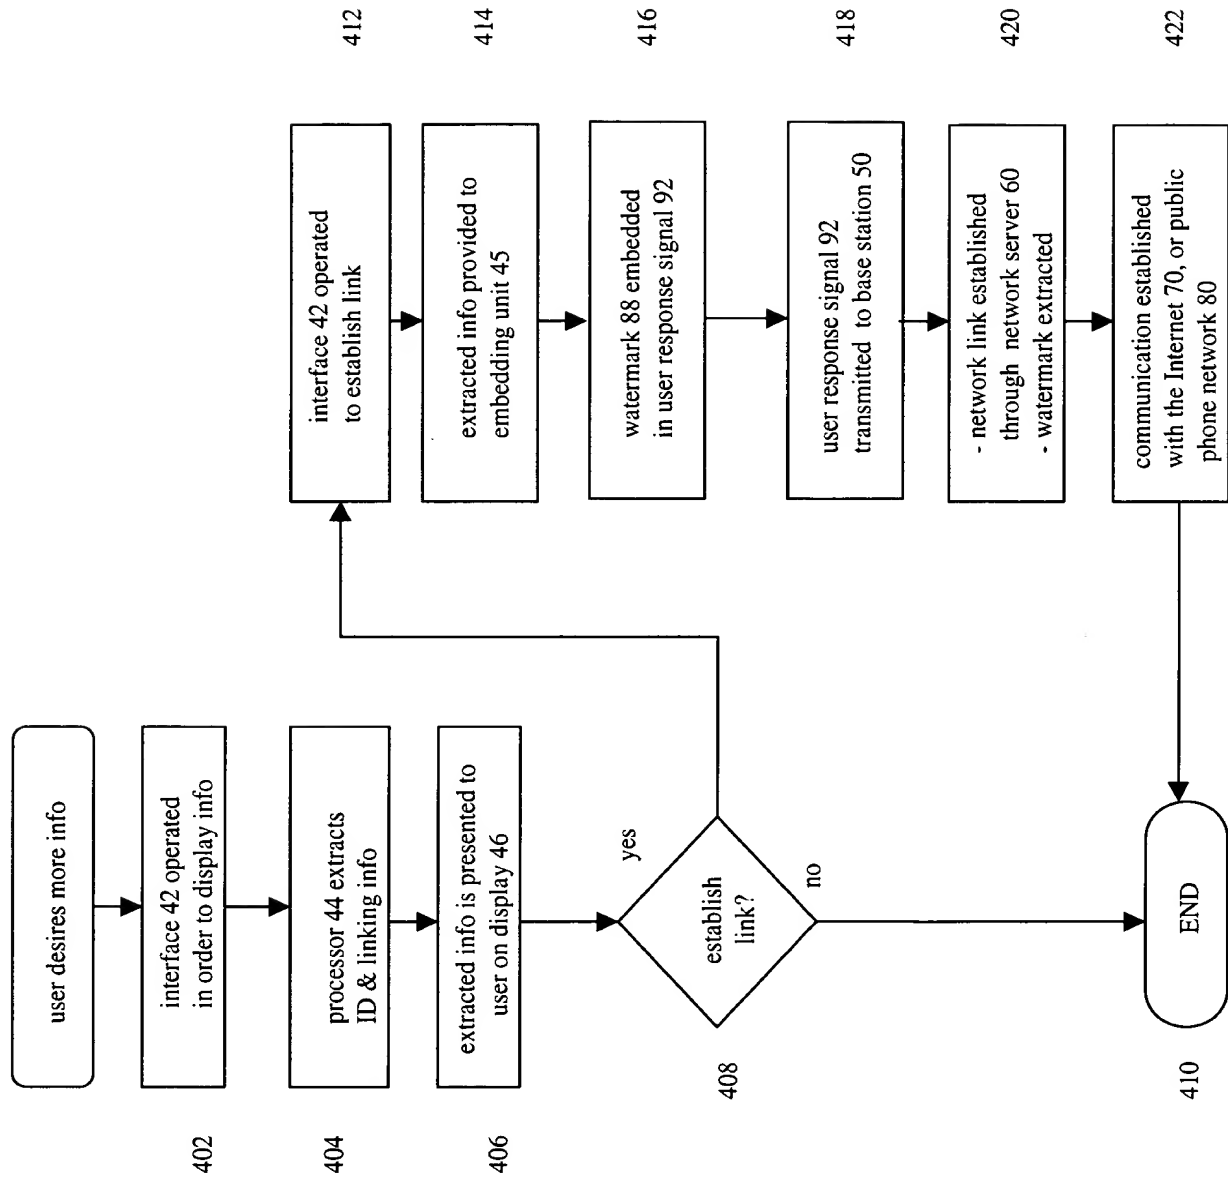 user desires more info
402
interface 42 operated
in order to display info
404
processor 44 extracts
ID & linking info
406
extracted info is presented to
user on display 46
408
establish
link?
yes
no
410
END
interface 42 operated
to establish link
412
extracted info provided to
embedding unit 45
414
watermark 88 embedded
in user response signal 92
416
user response signal 92
transmitted to base station 50
418
- network link established
through network server 60
- watermark extracted
420
communication established
with the Internet 70, or public
phone network 80
422